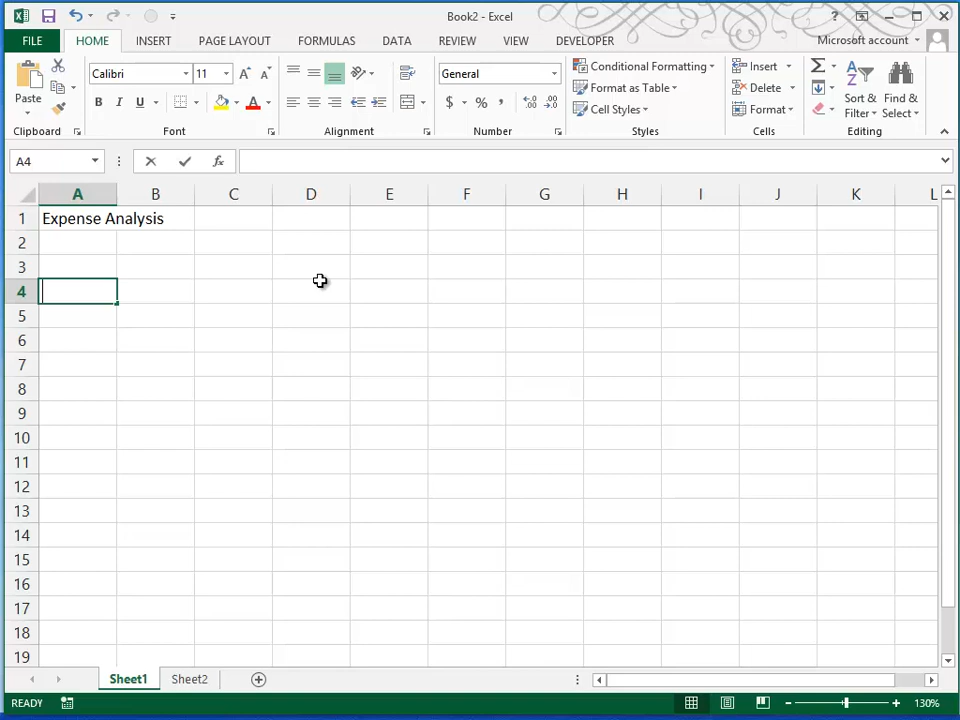 Book2 - Excel
FILE HOME INSERT PAGE LAYOUT FORMULAS DATA REVIEW VIEW DEVELOPER Microsoft account
Paste Calibri 11 General Conditional Formatting Insert
Format as Table Delete
Cell Styles Format
Sort & Filter
Find & Select
Clipboard Font Alignment Number Styles Cells Editing
A4
A B C D E F G H I J K L
1 Expense Analysis
2
3
4
5
6
7
8
9
10
11
12
13
14
15
16
17
18
19
Sheet1 Sheet2
READY 130%